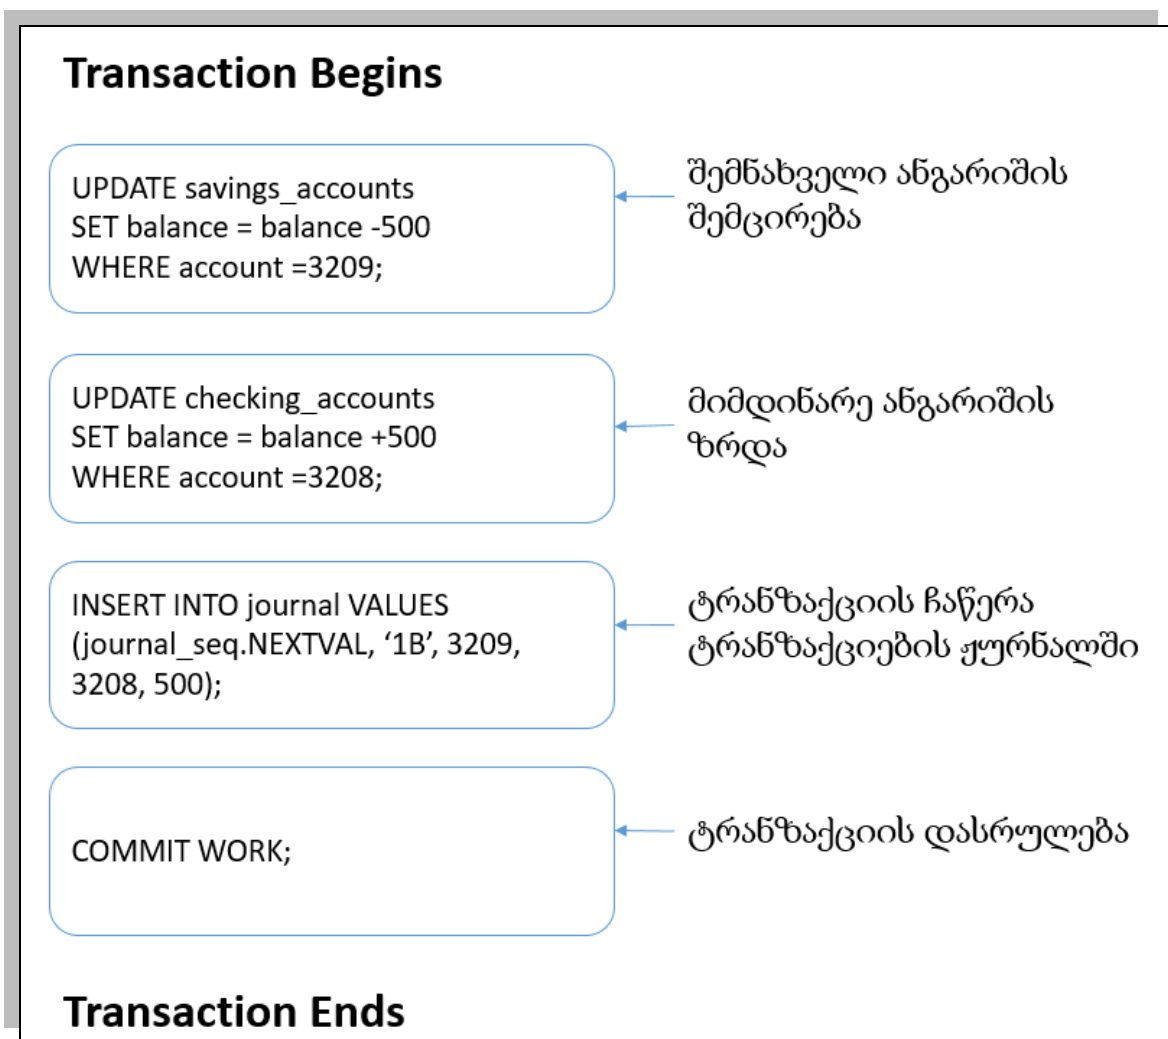 Transaction Begins
UPDATE savings_accounts
SET balance = balance -500
WHERE account =3209;
შემნახველი ანგარიშის
შემცირება
UPDATE checking_accounts
SET balance = balance +500
WHERE account =3208;
მიმდინარე ანგარიშის
ზრდა
INSERT INTO journal VALUES
(journal_seq.NEXTVAL, ‘1B’, 3209,
3208, 500);
ტრანზაქციის ჩაწერა
ტრანზაქციების ჟურნალში
COMMIT WORK;
ტრანზაქციის დასრულება
Transaction Ends